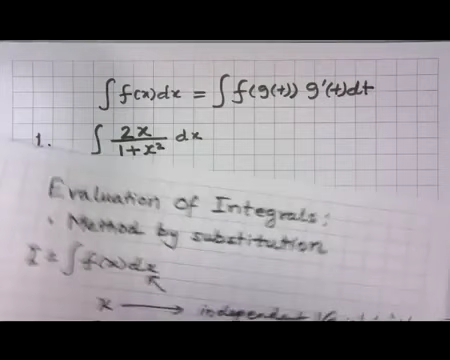 ∫ f(x) dx = ∫ f(g(t)) g'(t) dt
1. ∫ 2x/(1+x²) dx
Evaluation of Integrals:
• Method by substitution
I = ∫ f(x) dx
x → independent